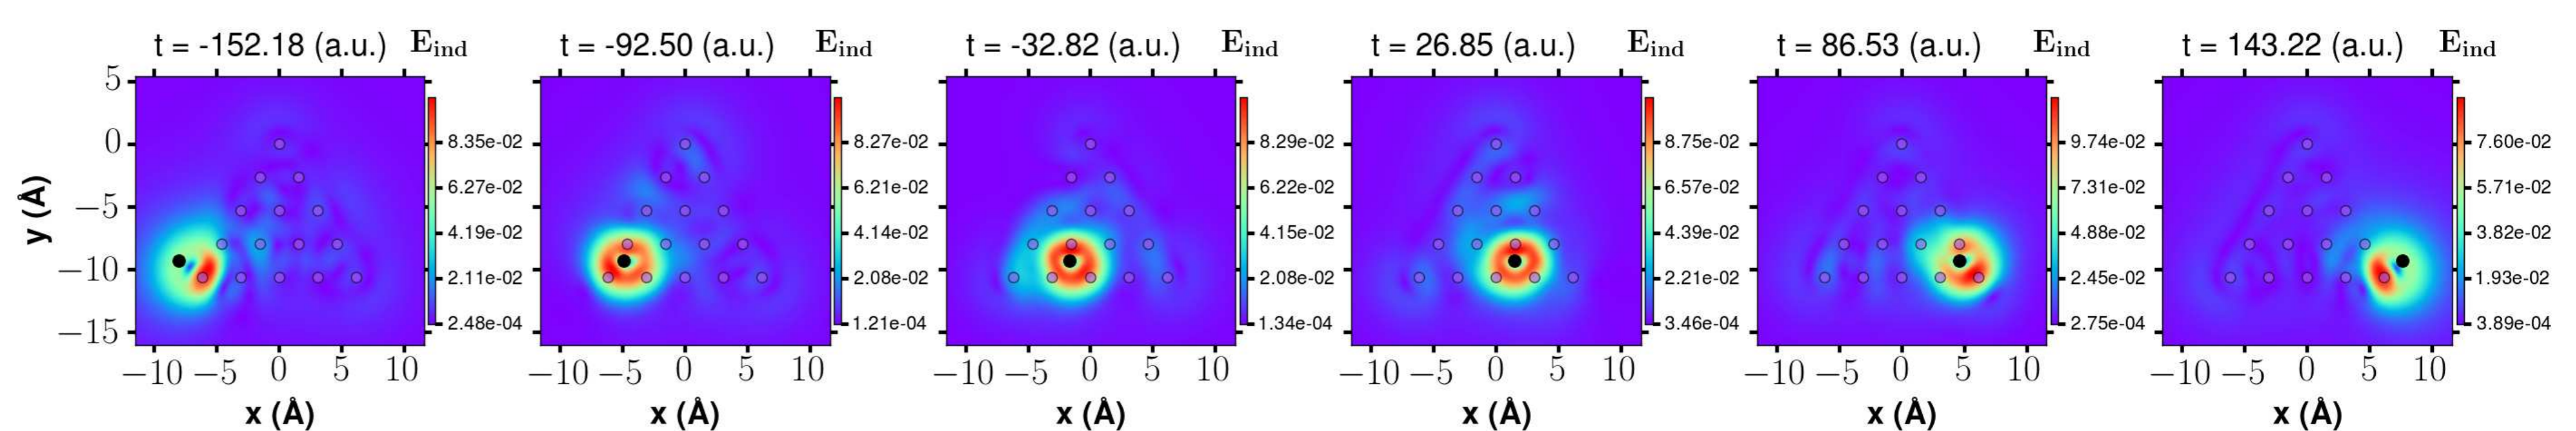 t = -152.18 (a.u.) E_ind t = -92.50 (a.u.) E_ind t = -32.82 (a.u.) E_ind t = 26.85 (a.u.) E_ind t = 86.53 (a.u.) E_ind t = 143.22 (a.u.) E_ind
5
0 8.35e-02 8.27e-02 8.29e-02 8.75e-02 9.74e-02 7.60e-02
6.27e-02 6.21e-02 6.22e-02 6.57e-02 7.31e-02 5.71e-02
−5 4.19e-02 4.14e-02 4.15e-02 4.39e-02 4.88e-02 3.82e-02
−10 2.11e-02 2.08e-02 2.08e-02 2.21e-02 2.45e-02 1.93e-02
−15 2.48e-04 1.21e-04 1.34e-04 3.46e-04 2.75e-04 3.89e-04
y (Å)
−10 −5 0 5 10 −10 −5 0 5 10 −10 −5 0 5 10 −10 −5 0 5 10 −10 −5 0 5 10 −10 −5 0 5 10
x (Å) x (Å) x (Å) x (Å) x (Å) x (Å)